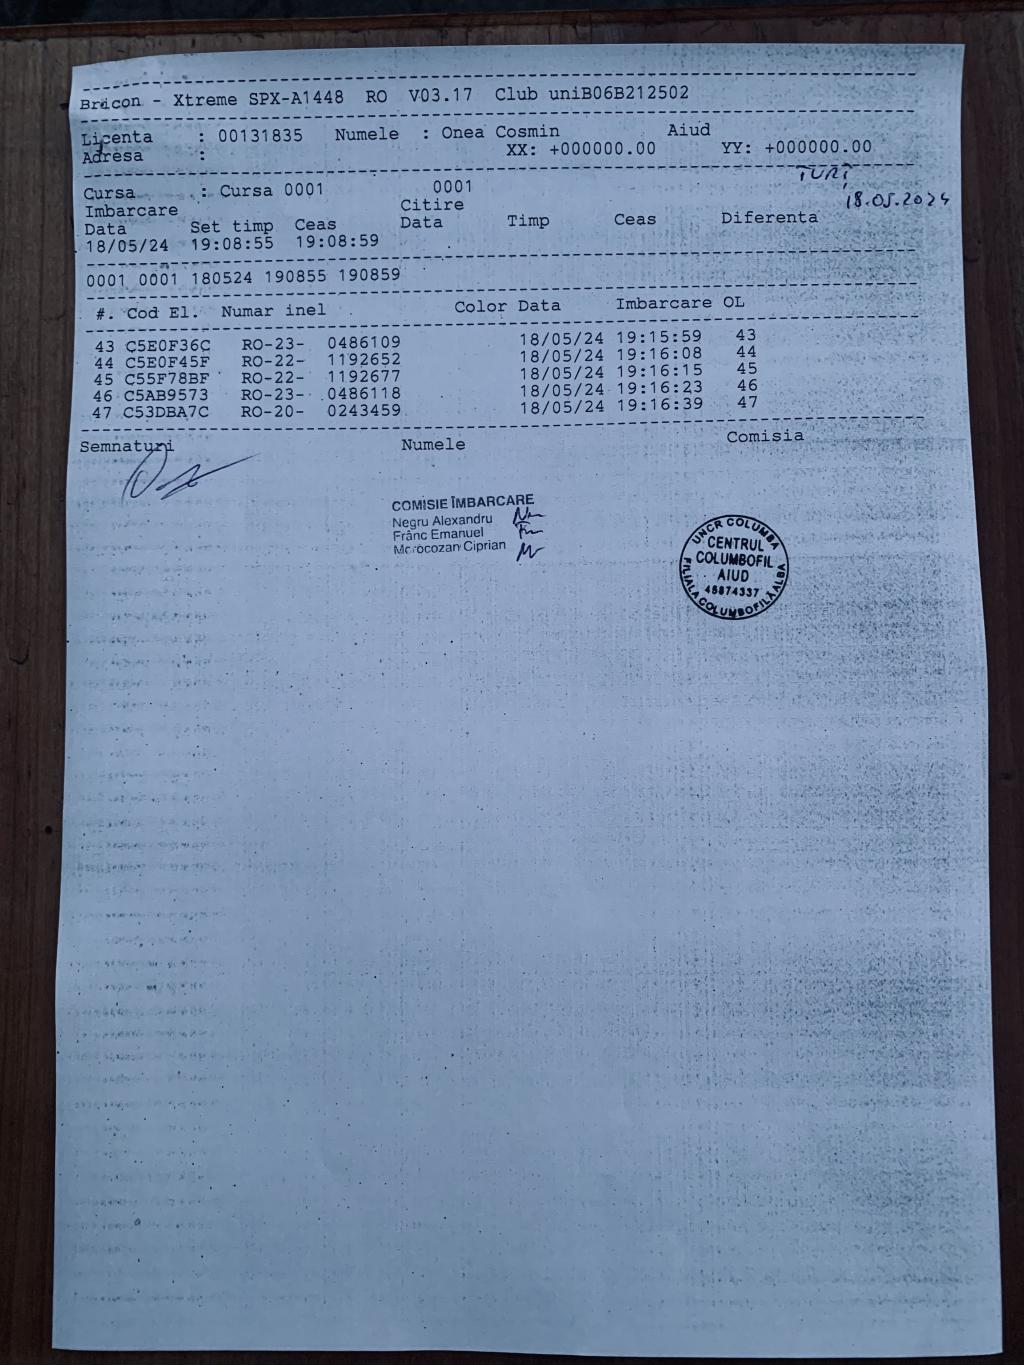 Bricon - Xtreme SPX-A1448 RO V03.17 Club uniB06B212502
Licenta : 00131835 Numele : Onea Cosmin Aiud
Adresa : XX: +000000.00 YY: +000000.00
TURȚ
18.05.2024
Cursa : Cursa 0001 0001
Imbarcare Citire
Data Set timp Ceas Data Timp Ceas Diferenta
18/05/24 19:08:55 19:08:59
0001 0001 180524 190855 190859
#. Cod El. Numar inel Color Data Imbarcare OL
43 C5E0F36C RO-23- 0486109 18/05/24 19:15:59 43
44 C5E0F45F RO-22- 1192652 18/05/24 19:16:08 44
45 C55F78BF RO-22- 1192677 18/05/24 19:16:15 45
46 C5AB9573 RO-23- 0486118 18/05/24 19:16:23 46
47 C53DBA7C RO-20- 0243459 18/05/24 19:16:39 47
Semnaturi Numele Comisia
COMISIE ÎMBARCARE
Negru Alexandru
Frânc Emanuel
Morocozan Ciprian
UNCR COLUMBA
CENTRUL
COLUMBOFIL
AIUD
45874337
FILIALA COLUMBOFILĂ ALBA